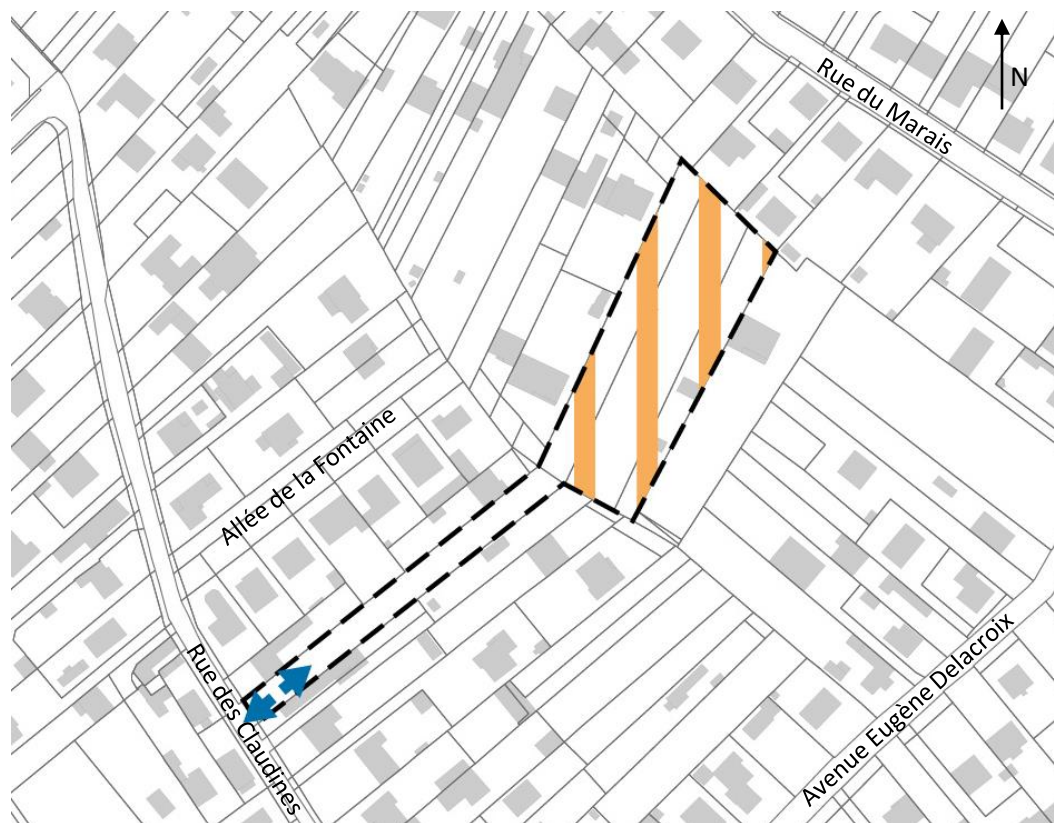 Rue du Marais
N
Allée de la Fontaine
Rue des Claudines
Avenue Eugène Delacroix